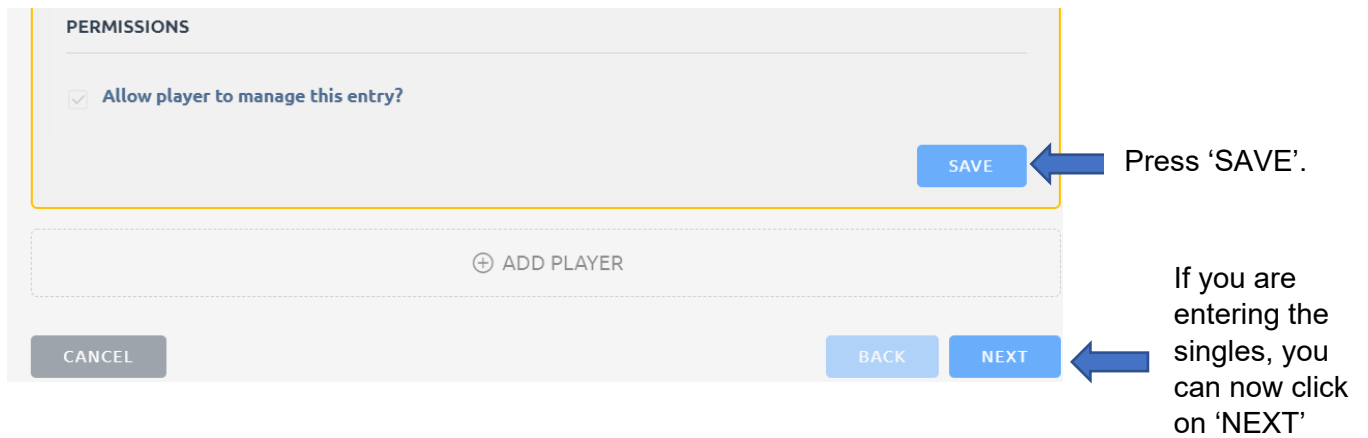 PERMISSIONS
Allow player to manage this entry?
SAVE
Press ‘SAVE’.
ADD PLAYER
If you are
entering the
singles, you
can now click
on ‘NEXT’
CANCEL
BACK
NEXT